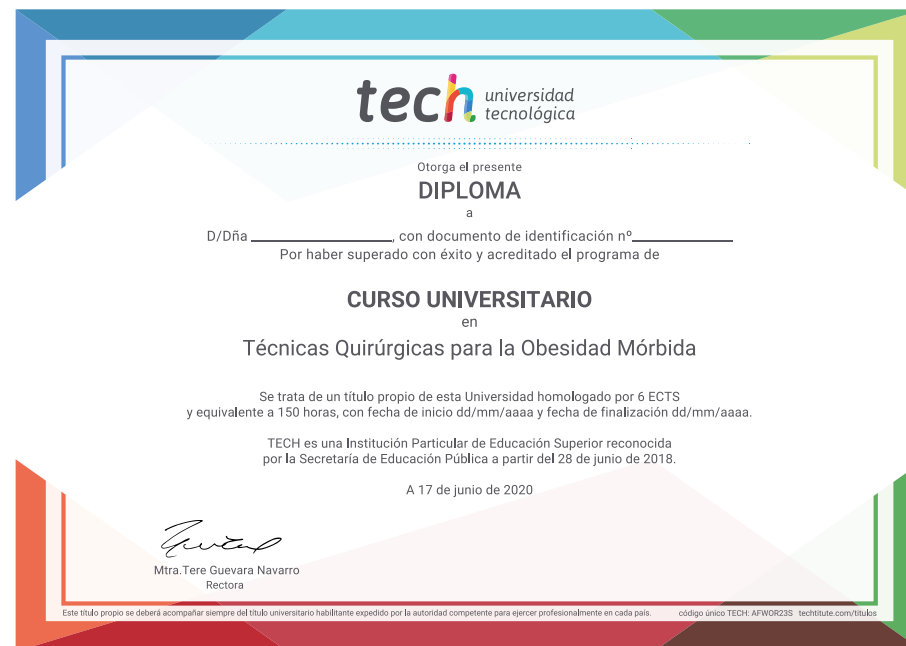 tech universidad
tecnológica
Otorga el presente
DIPLOMA
a
D/Dña ____________________, con documento de identificación nº______________
Por haber superado con éxito y acreditado el programa de
CURSO UNIVERSITARIO
en
Técnicas Quirúrgicas para la Obesidad Mórbida
Se trata de un título propio de esta Universidad homologado por 6 ECTS
y equivalente a 150 horas, con fecha de inicio dd/mm/aaaa y fecha de finalización dd/mm/aaaa.
TECH es una Institución Particular de Educación Superior reconocida
por la Secretaría de Educación Pública a partir del 28 de junio de 2018.
A 17 de junio de 2020
Mtra.Tere Guevara Navarro
Rectora
Este título propio se deberá acompañar siempre del título universitario habilitante expedido por la autoridad competente para ejercer profesionalmente en cada país. código único TECH: AFWOR23S techtitute.com/títulos